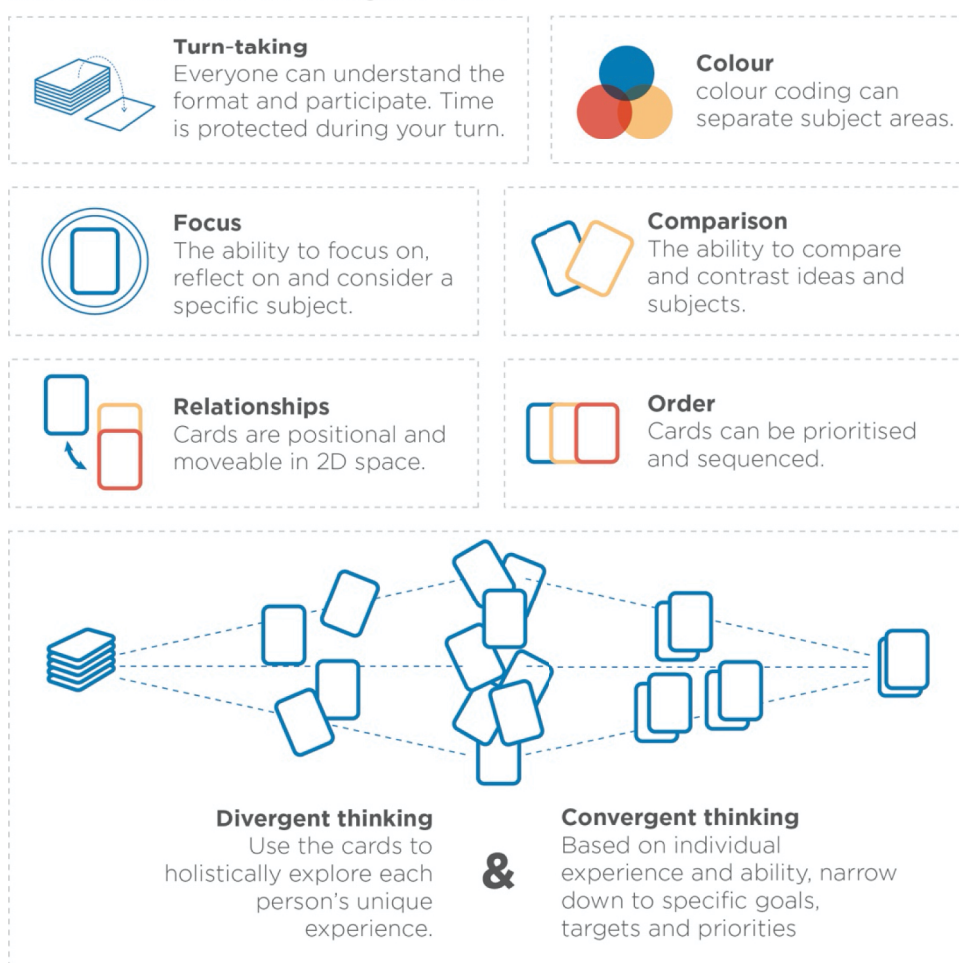 Turn-taking
Everyone can understand the
format and participate. Time
is protected during your turn.
Colour
colour coding can
separate subject areas.
Focus
The ability to focus on,
reflect on and consider a
specific subject.
Comparison
The ability to compare
and contrast ideas and
subjects.
Relationships
Cards are positional and
moveable in 2D space.
Order
Cards can be prioritised
and sequenced.
Divergent thinking
Use the cards to
holistically explore each
person's unique
experience.
&
Convergent thinking
Based on individual
experience and ability, narrow
down to specific goals,
targets and priorities